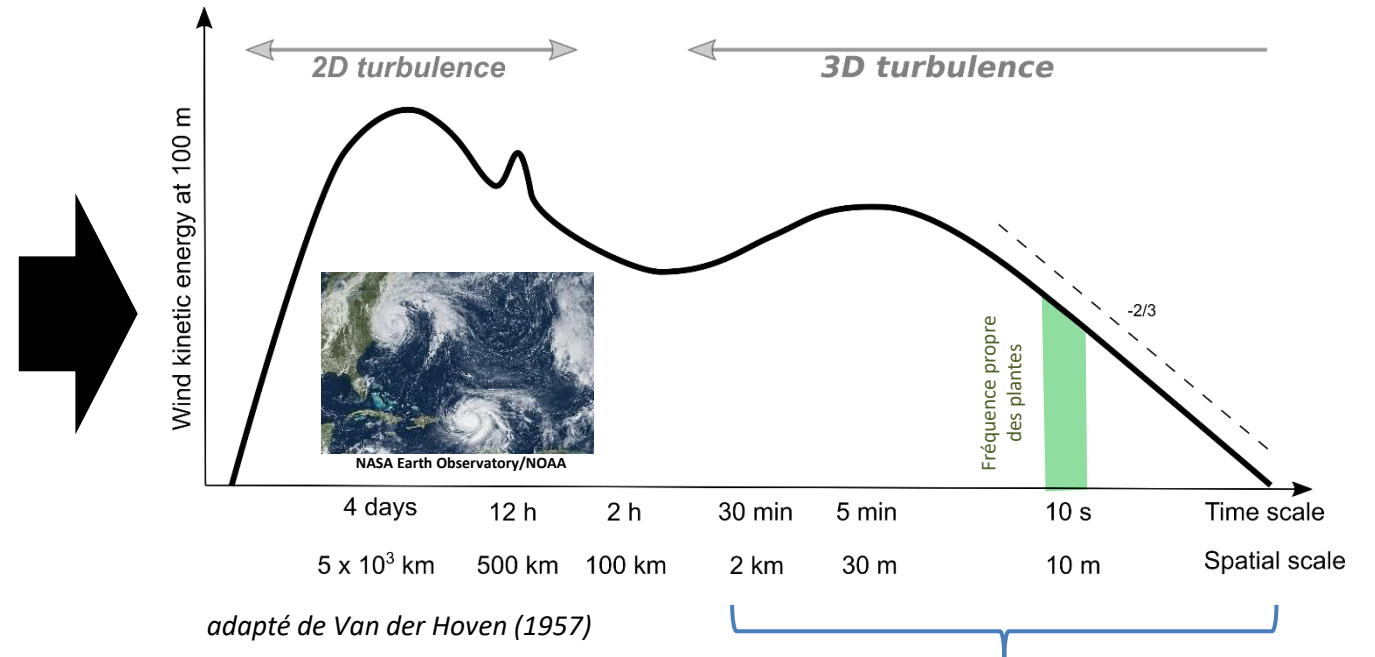 2D turbulence
3D turbulence
Wind kinetic energy at 100 m
-2/3
Fréquence propre
des plantes
NASA Earth Observatory/NOAA
4 days 12 h 2 h 30 min 5 min 10 s Time scale
5 x 10³ km 500 km 100 km 2 km 30 m 10 m Spatial scale
adapté de Van der Hoven (1957)